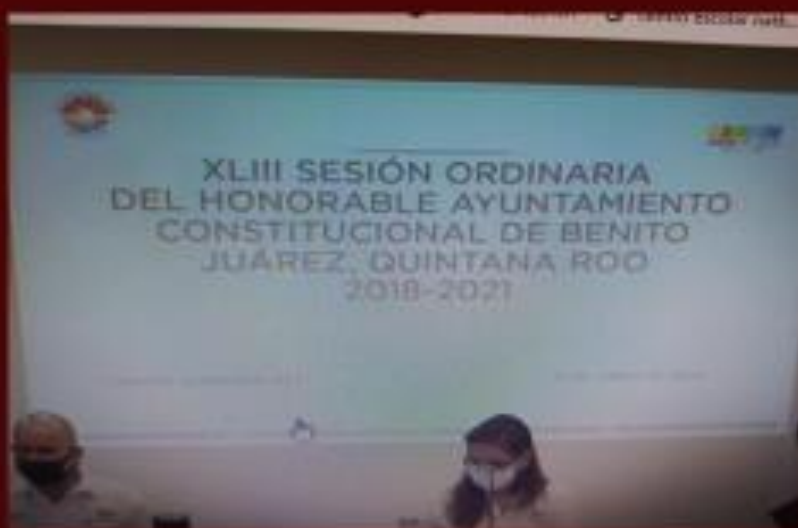 XLIII SESIÓN ORDINARIA
DEL HONORABLE AYUNTAMIENTO
CONSTITUCIONAL DE BENITO
JUÁREZ, QUINTANA ROO
2018-2021